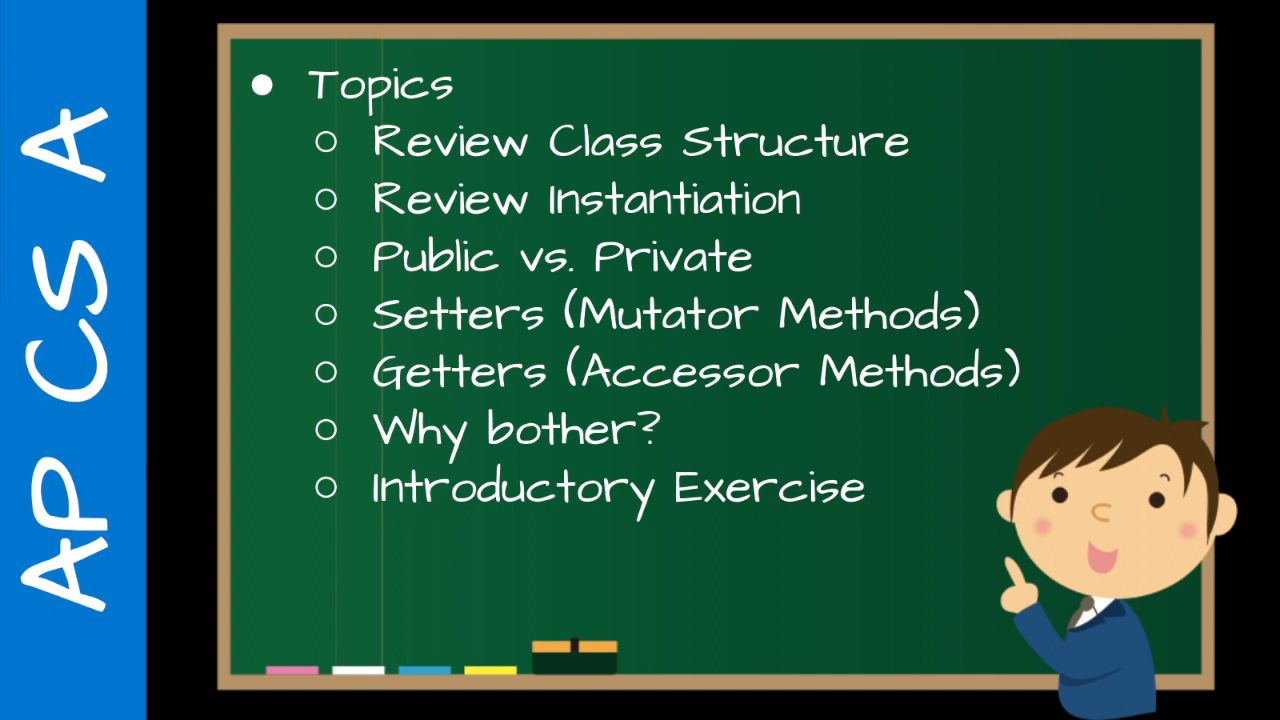 AP CS A
● Topics
○ Review Class Structure
○ Review Instantiation
○ Public vs. Private
○ Setters (Mutator Methods)
○ Getters (Accessor Methods)
○ Why bother?
○ Introductory Exercise